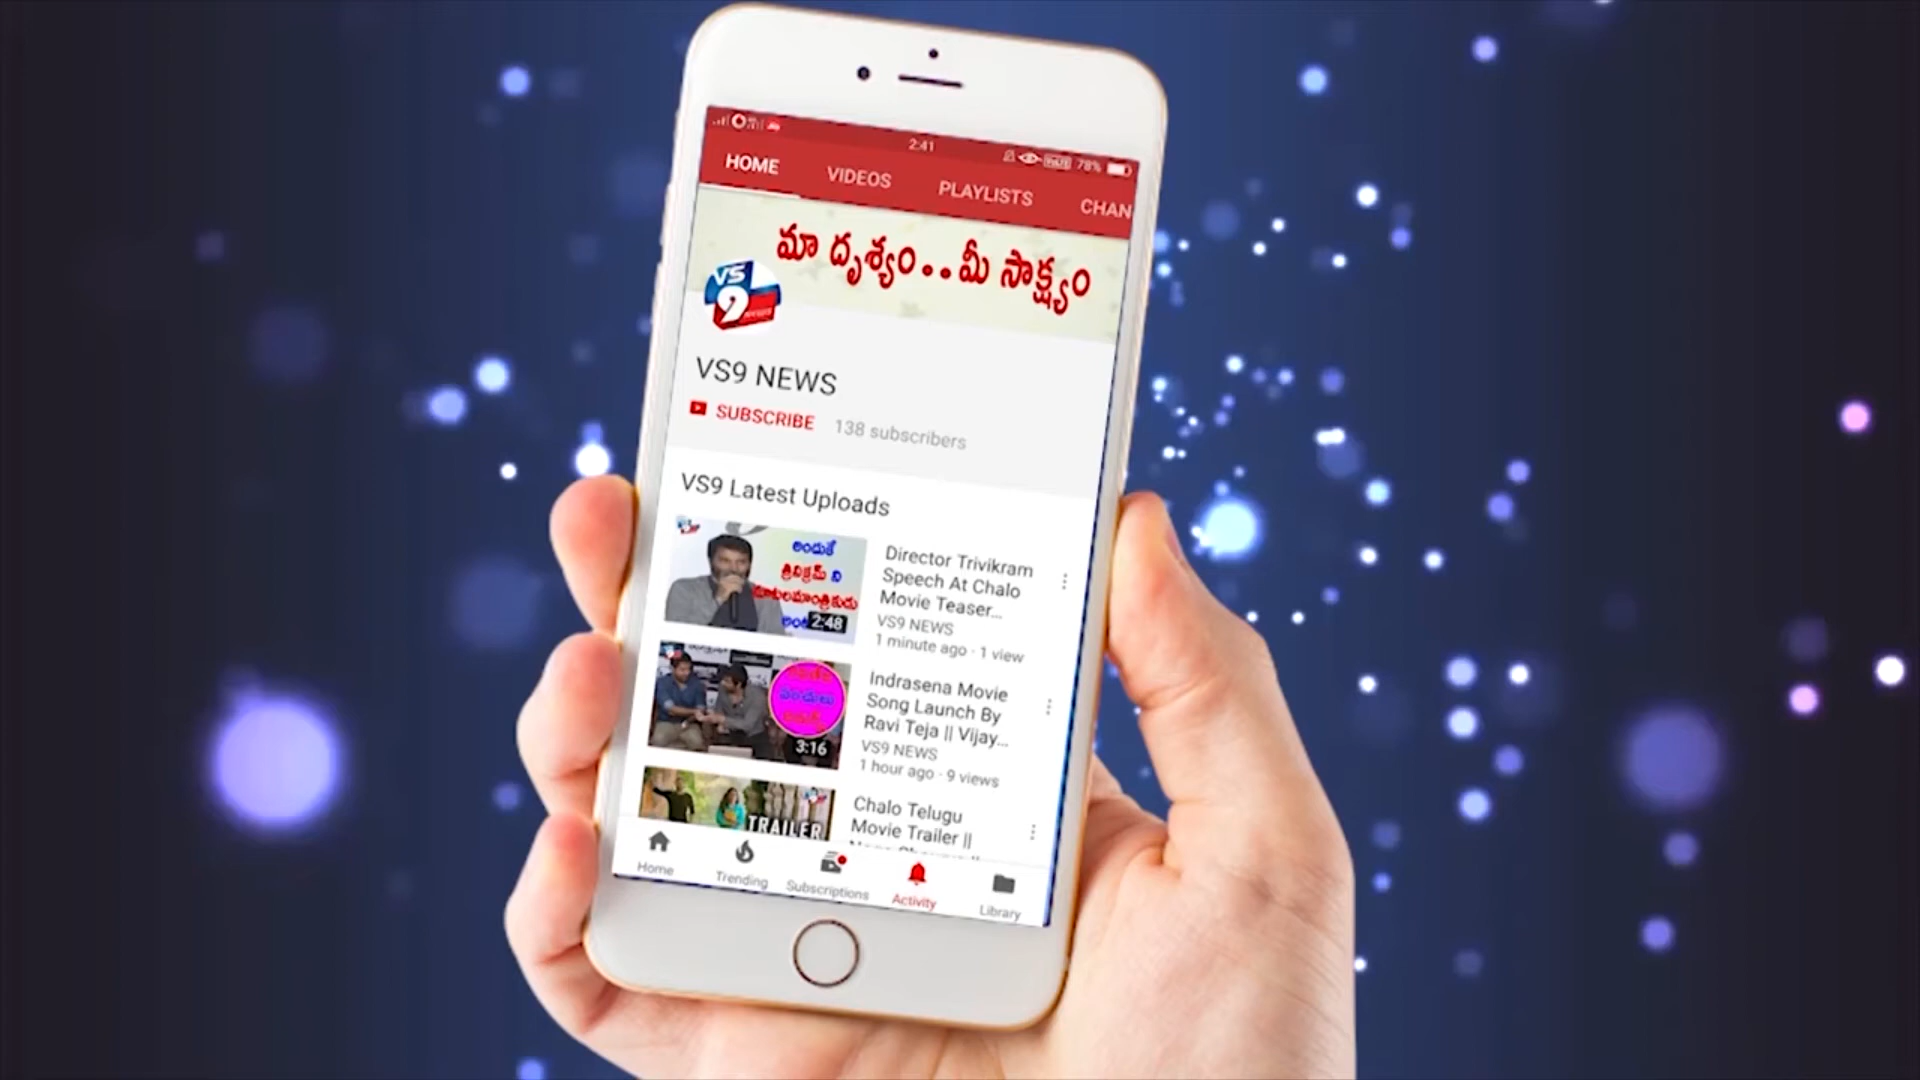 2:41
78%
HOME VIDEOS PLAYLISTS CHAN
మా దృశ్యం..మీ సాక్ష్యం
VS
9
VS9 NEWS
SUBSCRIBE 138 subscribers
VS9 Latest Uploads
అందుకే
త్రివిక్రమ్ ని
మాటలమాంత్రికుడు
2:48
Director Trivikram
Speech At Chalo
Movie Teaser...
VS9 NEWS
1 minute ago · 1 view
3:16
Indrasena Movie
Song Launch By
Ravi Teja || Vijay...
VS9 NEWS
1 hour ago · 9 views
TRAILER
Chalo Telugu
Movie Trailer ||
Home
Trending
Subscriptions
Activity
Library